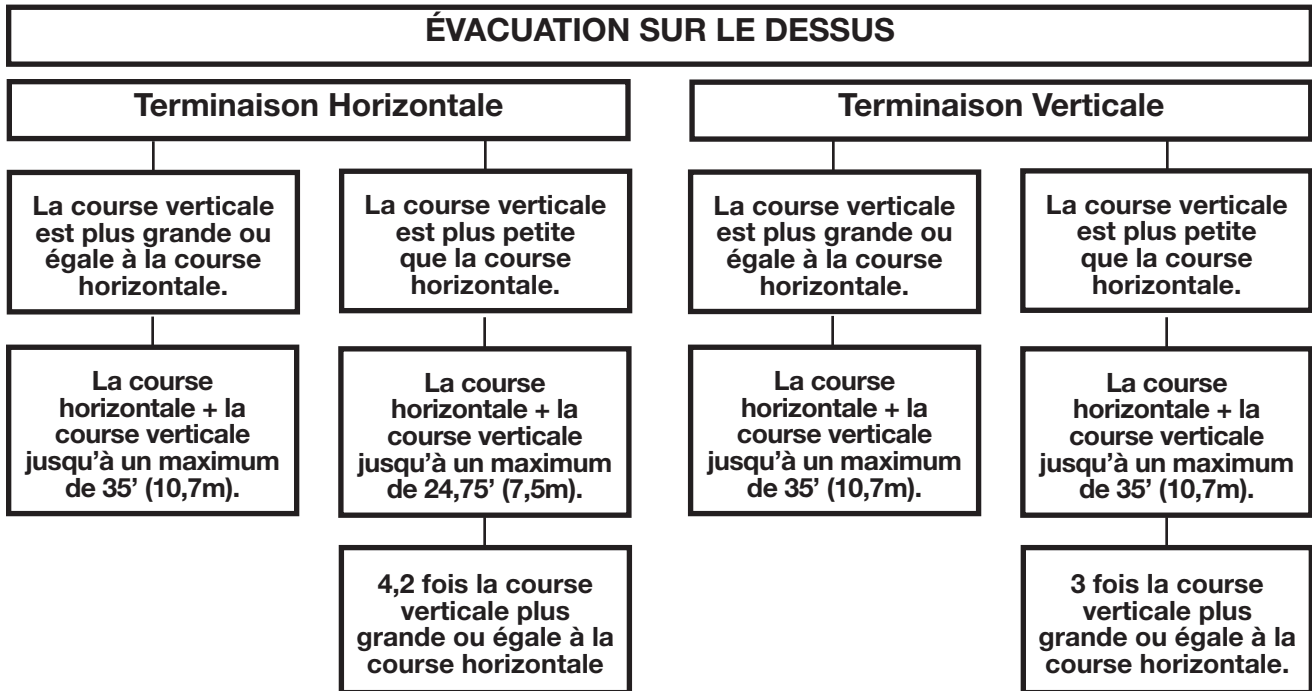 ÉVACUATION SUR LE DESSUS
Terminaison Horizontale
La course verticale
est plus grande ou
égale à la course
horizontale.
La course
horizontale + la
course verticale
jusqu'à un maximum
de 35' (10,7m).
La course verticale
est plus petite
que la course
horizontale.
La course
horizontale + la
course verticale
jusqu'à un maximum
de 24,75' (7,5m).
4,2 fois la course
verticale plus
grande ou égale à la
course horizontale
Terminaison Verticale
La course verticale
est plus grande ou
égale à la course
horizontale.
La course
horizontale + la
course verticale
jusqu'à un maximum
de 35' (10,7m).
La course verticale
est plus petite
que la course
horizontale.
La course
horizontale + la
course verticale
jusqu'à un maximum
de 35' (10,7m).
3 fois la course
verticale plus
grande ou égale à la
course horizontale.